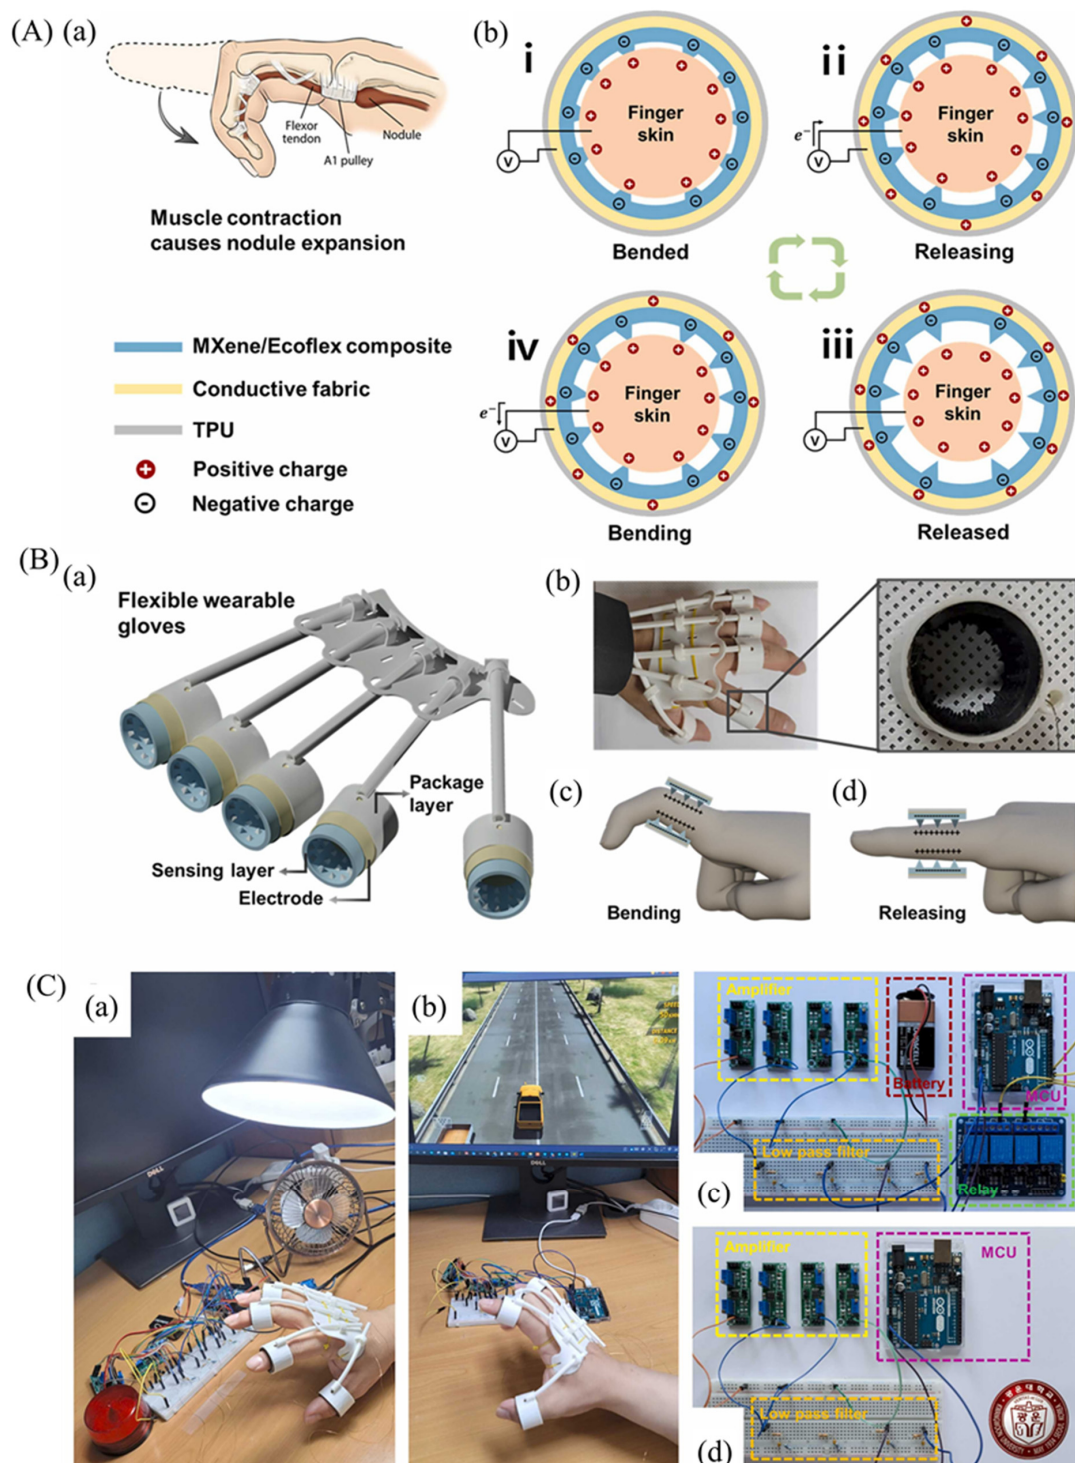 (A)
(a)
Flexor
tendon
Nodule
A1 pulley
Muscle contraction
causes nodule expansion
MXene/Ecoflex composite
Conductive fabric
TPU
+
Positive charge
-
Negative charge
(b)
i
Finger
skin
V
Bended
ii
e⁻
Finger
skin
V
Releasing
iv
e⁻
Finger
skin
V
Bending
iii
Finger
skin
V
Released
(B)
(a)
Flexible wearable
gloves
Package
layer
Sensing layer
Electrode
(b)
(c)
Bending
(d)
Releasing
(C)
(a)
DELL
(b)
DELL
Amplifier
Battery
MCU
Low pass filter
Relay
(c)
Amplifier
MCU
Low pass filter
(d)